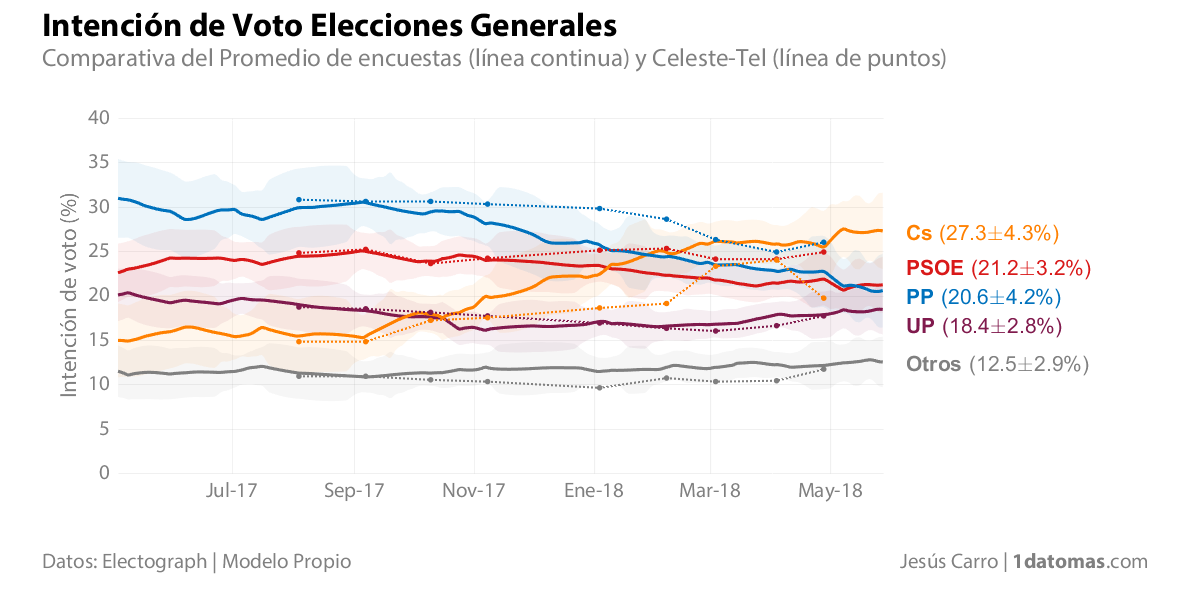 Intención de Voto Elecciones Generales
Comparativa del Promedio de encuestas (línea continua) y Celeste-Tel (línea de puntos)
Intención de voto (%)
40
35
30
25
20
15
10
5
0
Jul-17
Sep-17
Nov-17
Ene-18
Mar-18
May-18
Cs (27.3±4.3%)
PSOE (21.2±3.2%)
PP (20.6±4.2%)
UP (18.4±2.8%)
Otros (12.5±2.9%)
Datos: Electograph | Modelo Propio
Jesús Carro | 1datomas.com